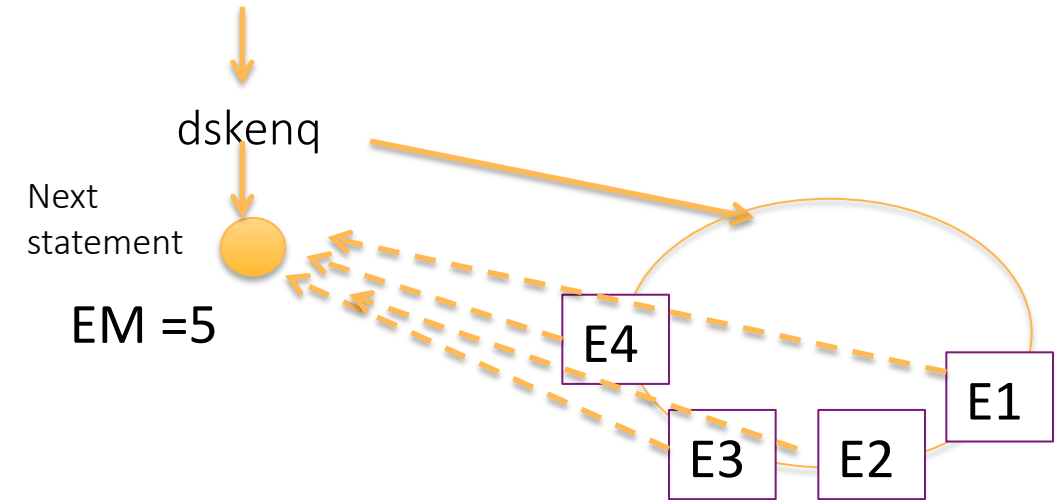 dskenq
Next
statement
EM =5
E4
E1
E3
E2